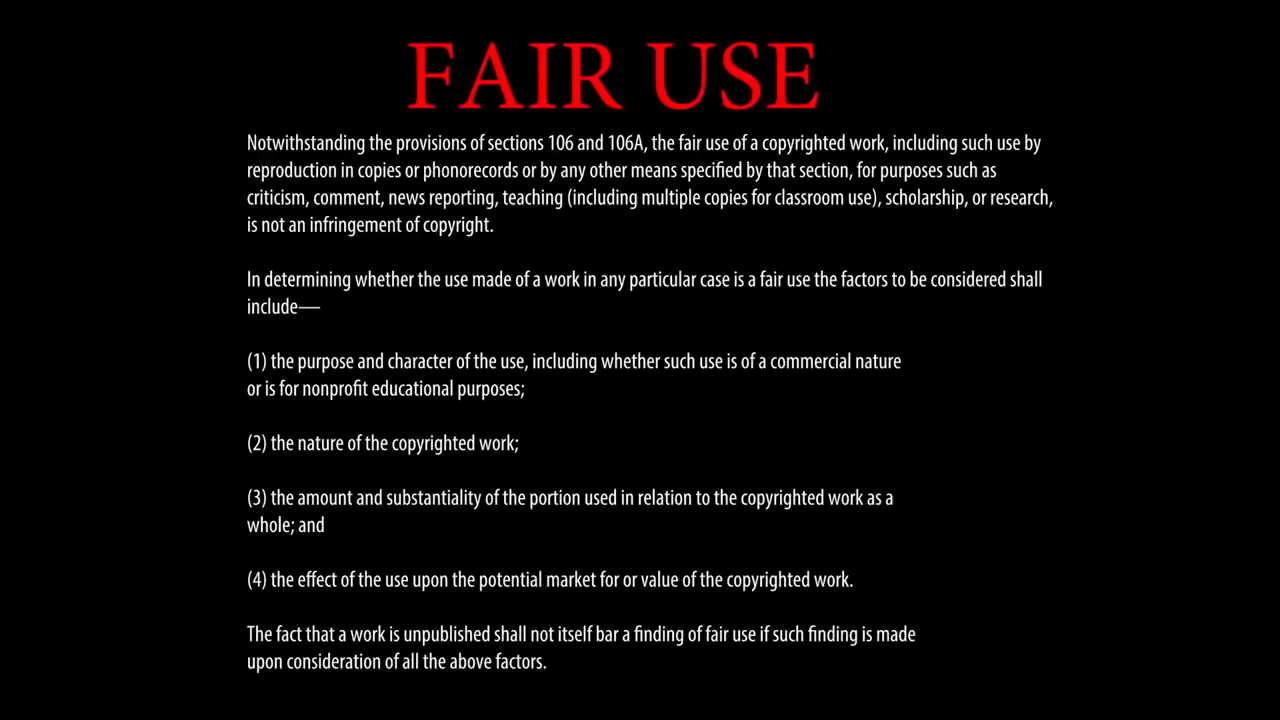 FAIR USE
Notwithstanding the provisions of sections 106 and 106A, the fair use of a copyrighted work, including such use by
reproduction in copies or phonorecords or by any other means specified by that section, for purposes such as
criticism, comment, news reporting, teaching (including multiple copies for classroom use), scholarship, or research,
is not an infringement of copyright.
In determining whether the use made of a work in any particular case is a fair use the factors to be considered shall
include—
(1) the purpose and character of the use, including whether such use is of a commercial nature
or is for nonprofit educational purposes;
(2) the nature of the copyrighted work;
(3) the amount and substantiality of the portion used in relation to the copyrighted work as a
whole; and
(4) the effect of the use upon the potential market for or value of the copyrighted work.
The fact that a work is unpublished shall not itself bar a finding of fair use if such finding is made
upon consideration of all the above factors.